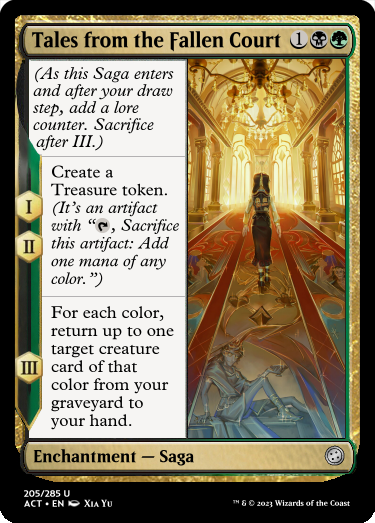 Tales from the Fallen Court 1
(As this Saga enters
and after your draw
step, add a lore
counter. Sacrifice
after III.)
I
II
Create a
Treasure token.
(It's an artifact
with “, Sacrifice
this artifact: Add
one mana of any
color.”)
III
For each color,
return up to one
target creature
card of that
color from your
graveyard to
your hand.
Enchantment — Saga
205/285 U
ACT • EN XIA YU
™ & © 2023 Wizards of the Coast